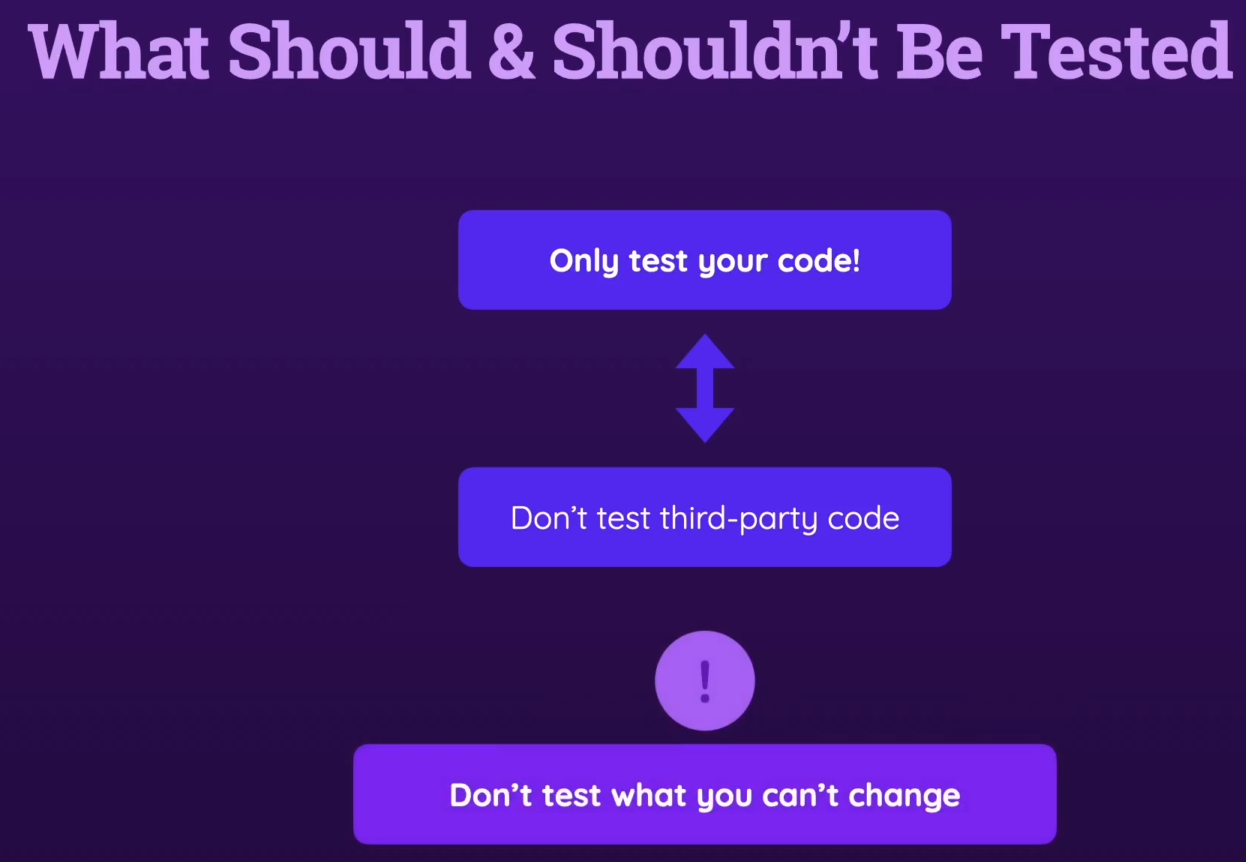 What Should & Shouldn’t Be Tested
Only test your code!
Don’t test third-party code
!
Don’t test what you can’t change